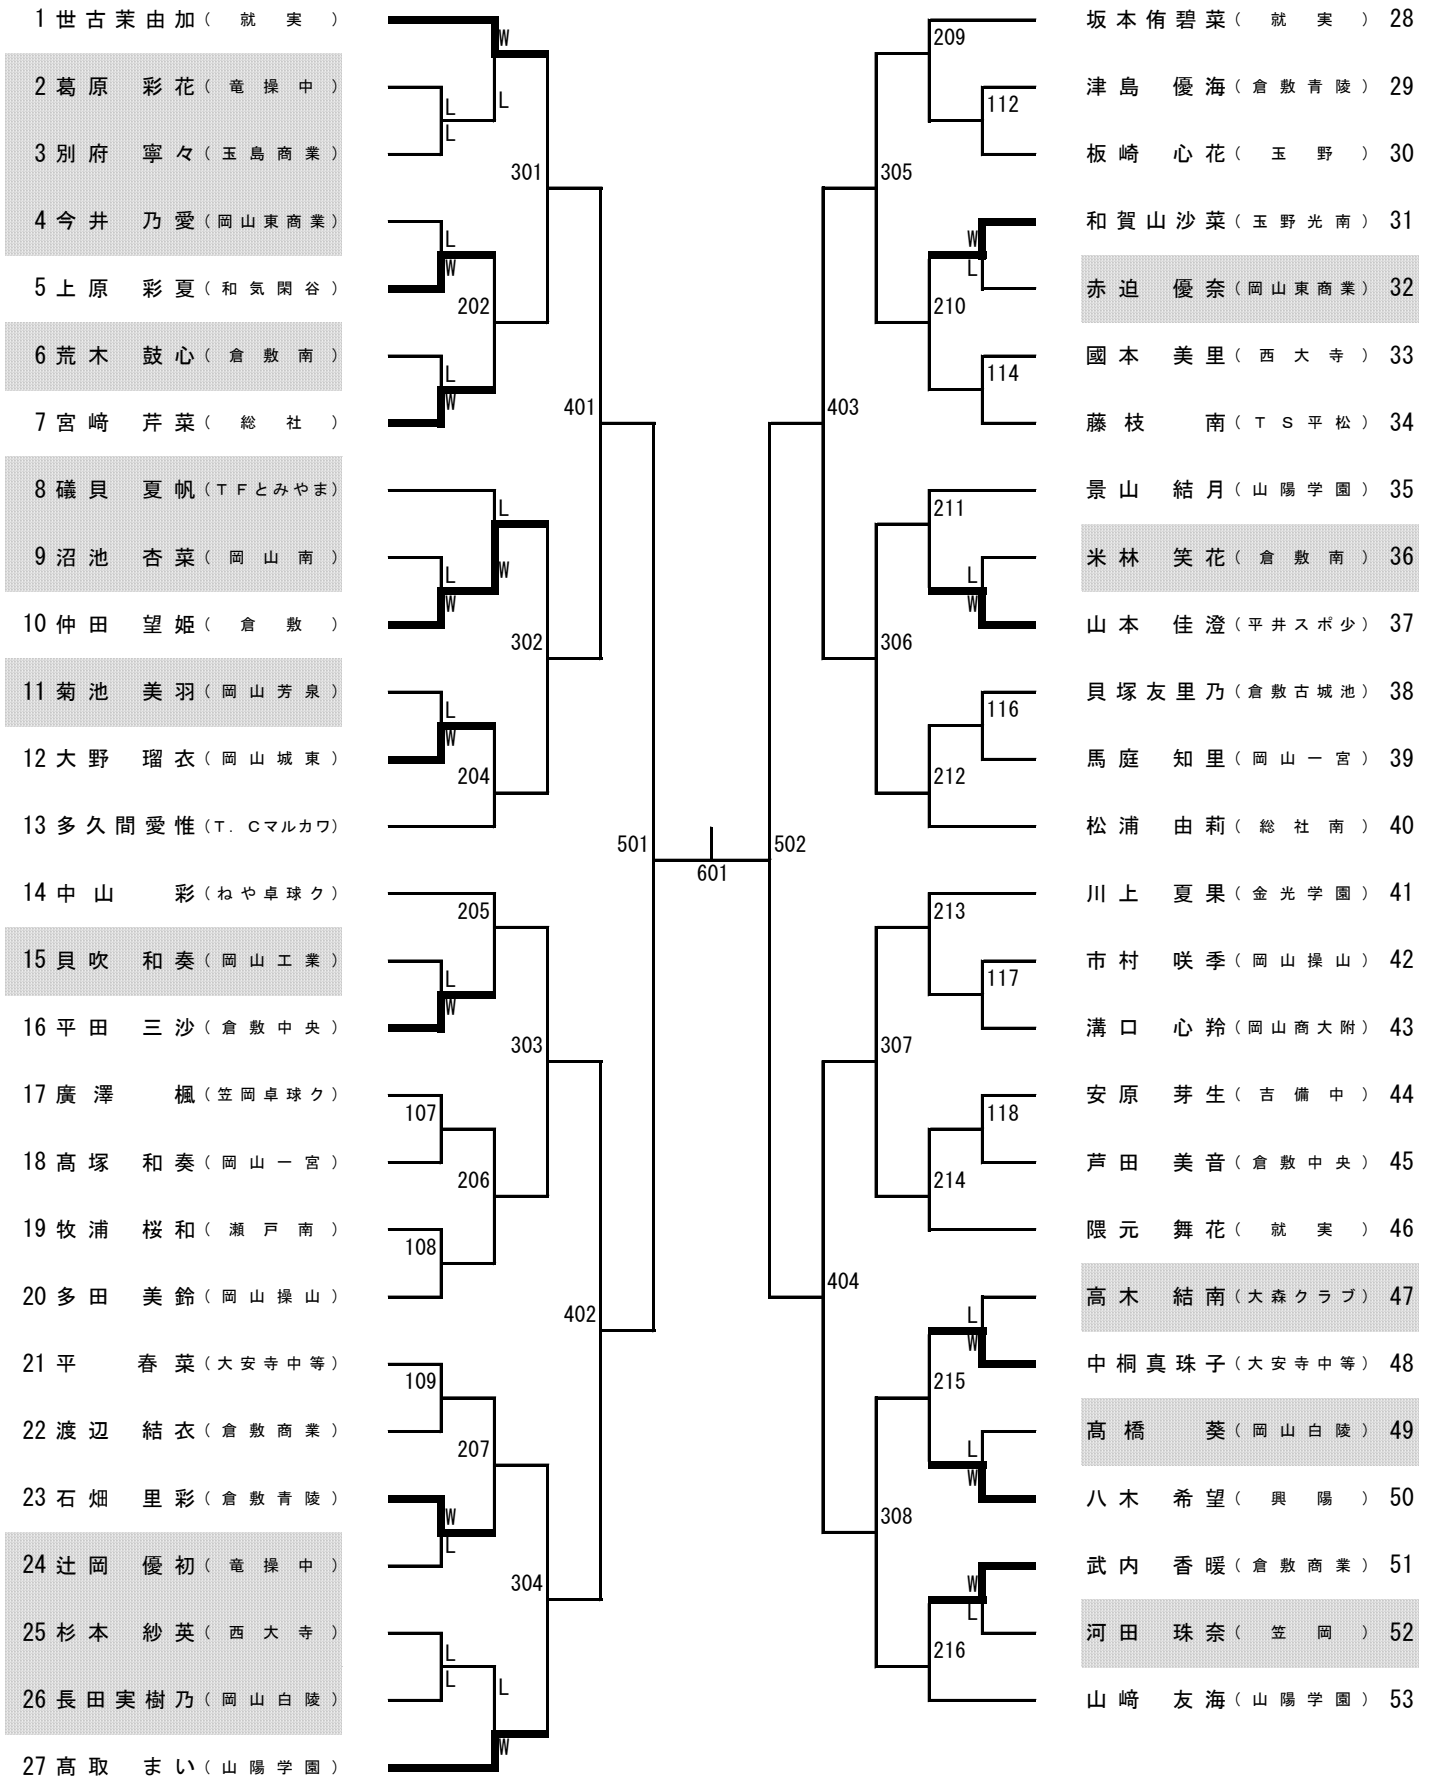 1 世古茉由加 (就実)
2 葛原 彩花 (竜操中)
3 別府 寧々 (玉島商業)
4 今井 乃愛 (岡山東商業)
5 上原 彩夏 (和気閑谷)
6 荒木 鼓心 (倉敷南)
7 宮﨑 芹菜 (総社)
8 礒貝 夏帆 (TFとみやま)
9 沼池 杏菜 (岡山南)
10 仲田 望姫 (倉敷)
11 菊池 美羽 (岡山芳泉)
12 大野 瑠衣 (岡山城東)
13 多久間愛惟 (T.Cマルカワ)
14 中山 彩 (ねや卓球ク)
15 貝吹 和奏 (岡山工業)
16 平田 三沙 (倉敷中央)
17 廣澤 楓 (笠岡卓球ク)
18 髙塚 和奏 (岡山一宮)
19 牧浦 桜和 (瀬戸南)
20 多田 美鈴 (岡山操山)
21 平 春菜 (大安寺中等)
22 渡辺 結衣 (倉敷商業)
23 石畑 里彩 (倉敷青陵)
24 辻岡 優初 (竜操中)
25 杉本 紗英 (西大寺)
26 長田実樹乃 (岡山白陵)
27 髙取 まい (山陽学園)
W
L
L
L
301
L
W
202
L
W
401
L
L
W
W
302
L
W
204
501
205
L
W
303
107
206
108
402
109
207
W
L
304
L
L
L
W
601
502
209
112
305
W
L
210
114
403
211
L
W
306
116
212
213
117
307
118
214
404
L
W
215
L
W
308
W
L
216
坂本侑碧菜 (就実) 28
津島 優海 (倉敷青陵) 29
板崎 心花 (玉野) 30
和賀山沙菜 (玉野光南) 31
赤迫 優奈 (岡山東商業) 32
國本 美里 (西大寺) 33
藤枝 南 (TS平松) 34
景山 結月 (山陽学園) 35
米林 笑花 (倉敷南) 36
山本 佳澄 (平井スポ少) 37
貝塚友里乃 (倉敷古城池) 38
馬庭 知里 (岡山一宮) 39
松浦 由莉 (総社南) 40
川上 夏果 (金光学園) 41
市村 咲季 (岡山操山) 42
溝口 心羚 (岡山商大附) 43
安原 芽生 (吉備中) 44
芦田 美音 (倉敷中央) 45
隈元 舞花 (就実) 46
高木 結南 (大森クラブ) 47
中桐真珠子 (大安寺中等) 48
髙橋 葵 (岡山白陵) 49
八木 希望 (興陽) 50
武内 香暖 (倉敷商業) 51
河田 珠奈 (笠岡) 52
山﨑 友海 (山陽学園) 53